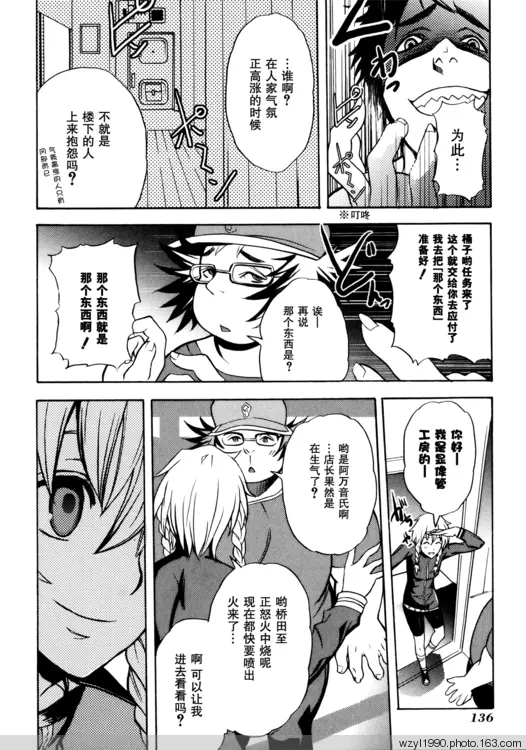 为此…
…谁啊？
在人家气氛
正高涨的时候
不就是
楼下的人
上来抱怨吗？
气氛高涨的人只有
冈部而已
※叮咚
桶子哟任务来了
这个就交给你去应付了
我去把「那个东西」
准备好！
诶—
再说
那个东西是？
那个东西就是
那个东西啊！
你好—
我是显像管
工房的—
哟是阿万音氏啊
…店长果然是
在生气了？
哟桥田至
正怒火中烧呢
现在都快要喷出
火来了！
啊 可以让我
进去看看吗？
136
wzyl1990.photo.163.com